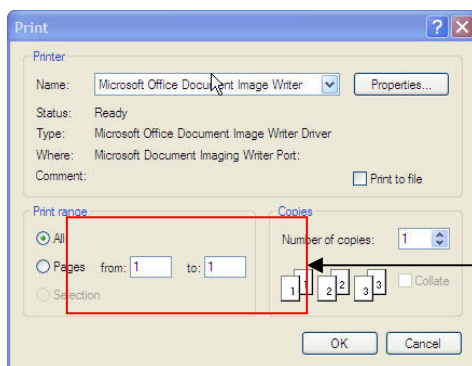 Print
Printer
Name: Microsoft Office Document Image Writer Properties...
Status: Ready
Type: Microsoft Office Document Image Writer Driver
Where: Microsoft Document Imaging Writer Port:
Comment: Print to file
Print range
All
Pages from: 1 to: 1
Selection
Copies
Number of copies: 1
1 1 2 2 3 3 Collate
OK Cancel